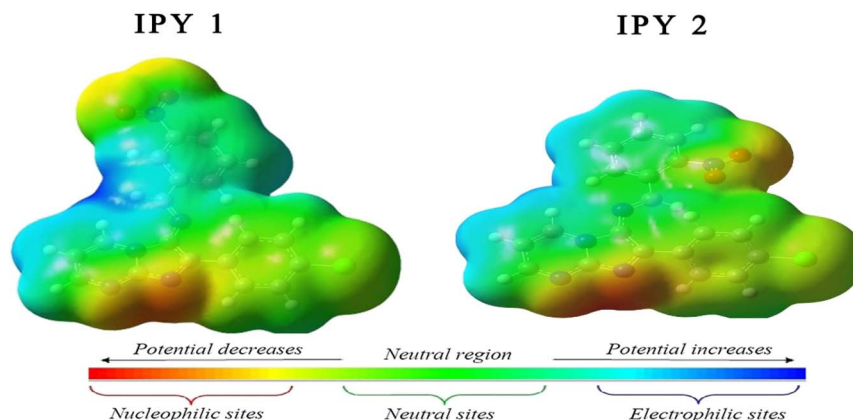 IPY 1
IPY 2
Potential decreases
Neutral region
Potential increases
Nucleophilic sites
Neutral sites
Electrophilic sites